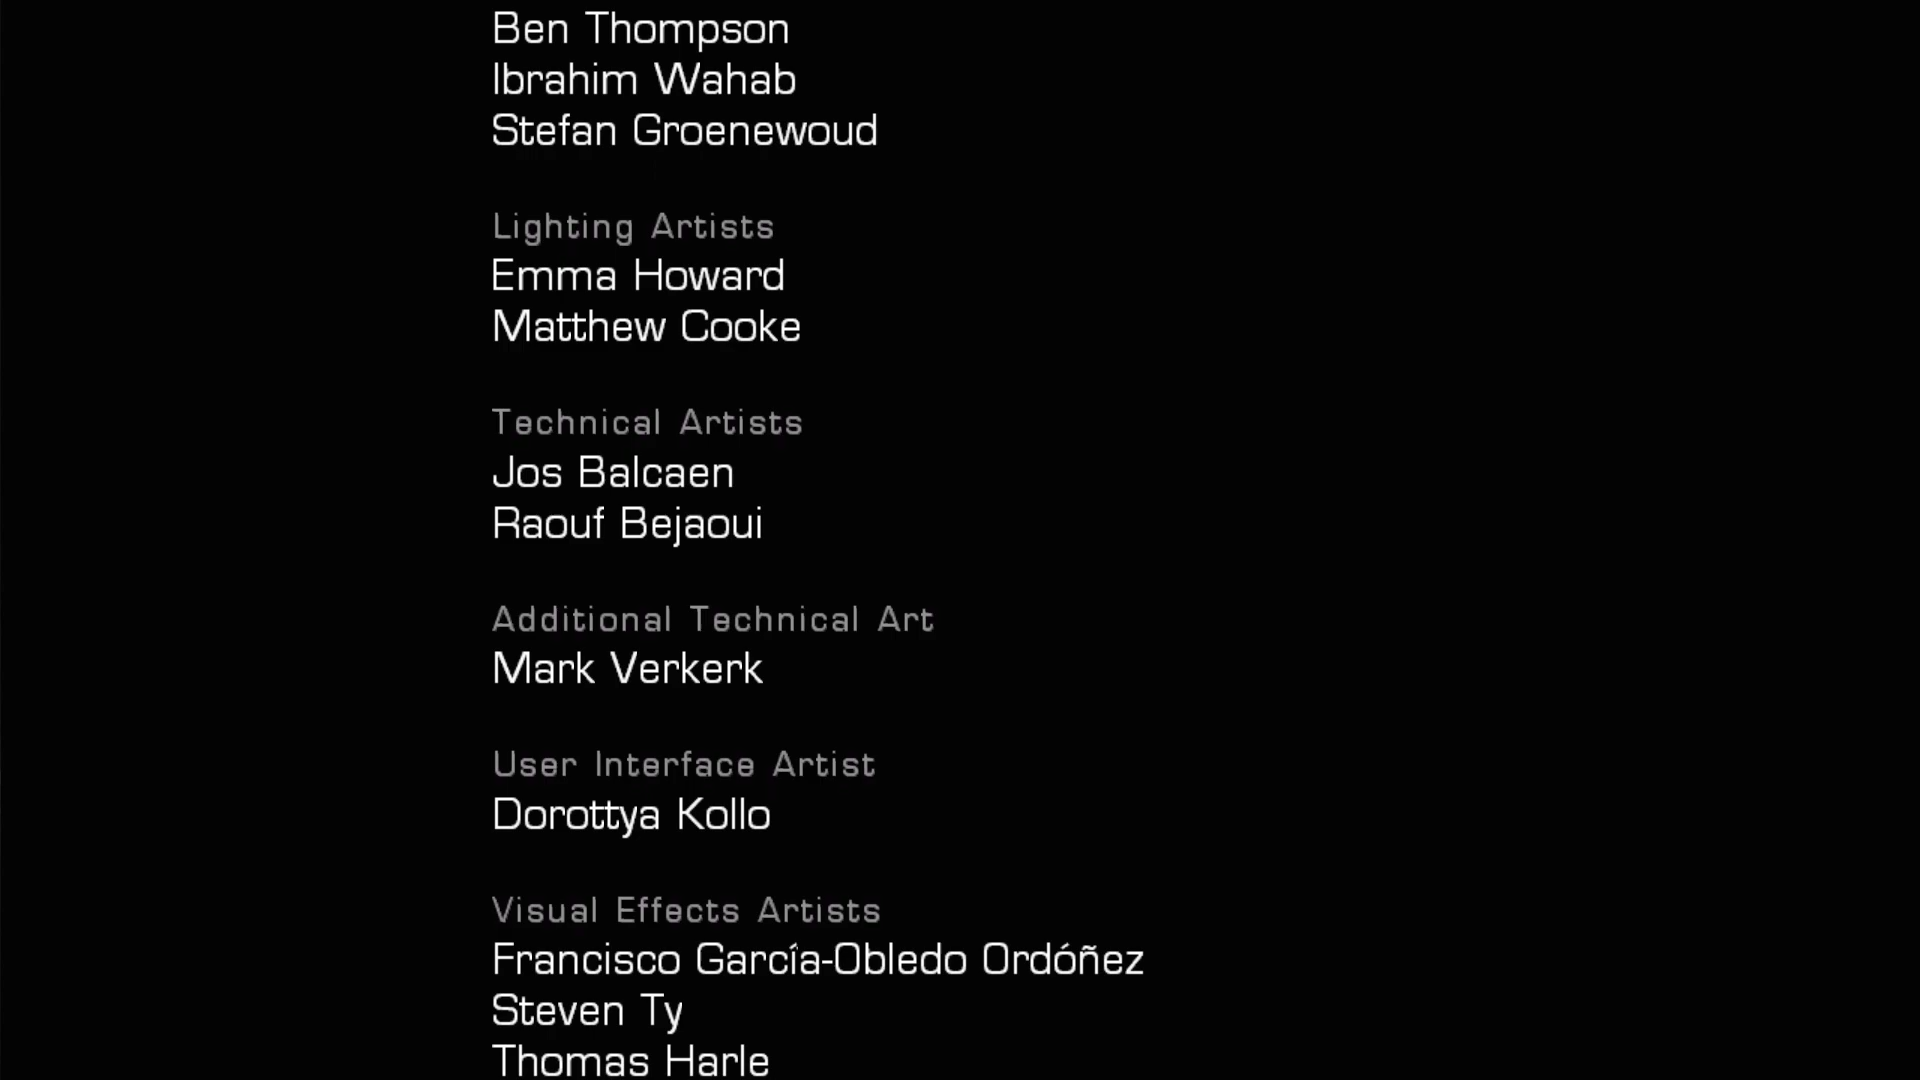 Ben Thompson
Ibrahim Wahab
Stefan Groenewoud
Lighting Artists
Emma Howard
Matthew Cooke
Technical Artists
Jos Balcaen
Raouf Bejaoui
Additional Technical Art
Mark Verkerk
User Interface Artist
Dorottya Kollo
Visual Effects Artists
Francisco García-Obledo Ordóñez
Steven Ty
Thomas Harle